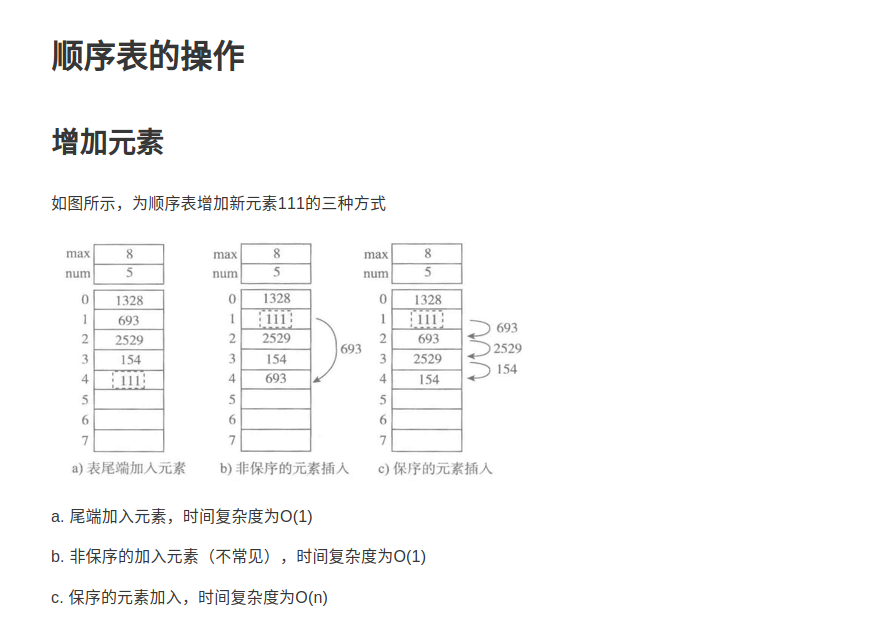 顺序表的操作
增加元素
如图所示，为顺序表增加新元素111的三种方式
max 8 max 8 max 8
num 5 num 5 num 5
0 1328 0 1328 0 1328
1 693 1 111 1 111
2 2529 2 2529 2 693
3 154 3 154 3 2529
4 111 4 693 4 154
5 5 5
6 6 6
7 7 7
693
693
2529
154
a) 表尾端加入元素 b) 非保序的元素插入 c) 保序的元素插入
a. 尾端加入元素，时间复杂度为O(1)
b. 非保序的加入元素（不常见），时间复杂度为O(1)
c. 保序的元素加入，时间复杂度为O(n)